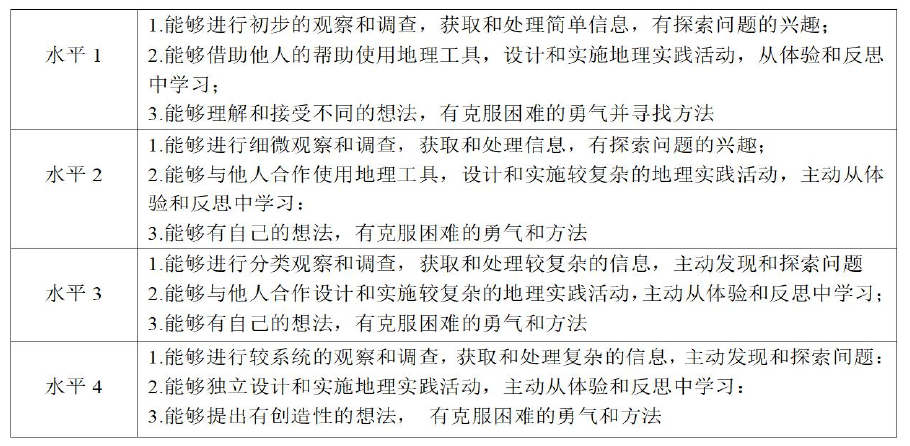 水平 1
1.能够进行初步的观察和调查，获取和处理简单信息，有探索问题的兴趣；
2.能够借助他人的帮助使用地理工具，设计和实施地理实践活动，从体验和反思
中学习；
3.能够理解和接受不同的想法，有克服困难的勇气并寻找方法
水平 2
1.能够进行细微观察和调查，获取和处理信息，有探索问题的兴趣；
2.能够与他人合作使用地理工具，设计和实施较复杂的地理实践活动，主动从体
验和反思中学习：
3.能够有自己的想法，有克服困难的勇气和方法
水平 3
1.能够进行分类观察和调查，获取和处理较复杂的信息，主动发现和探索问题
2.能够与他人合作设计和实施较复杂的地理实践活动，主动从体验和反思中学习；
3.能够有自己的想法，有克服困难的勇气和方法
水平 4
1.能够进行较系统的观察和调查，获取和处理复杂的信息，主动发现和探索问题：
2.能够独立设计和实施地理实践活动，主动从体验和反思中学习：
3.能够提出有创造性的想法， 有克服困难的勇气和方法